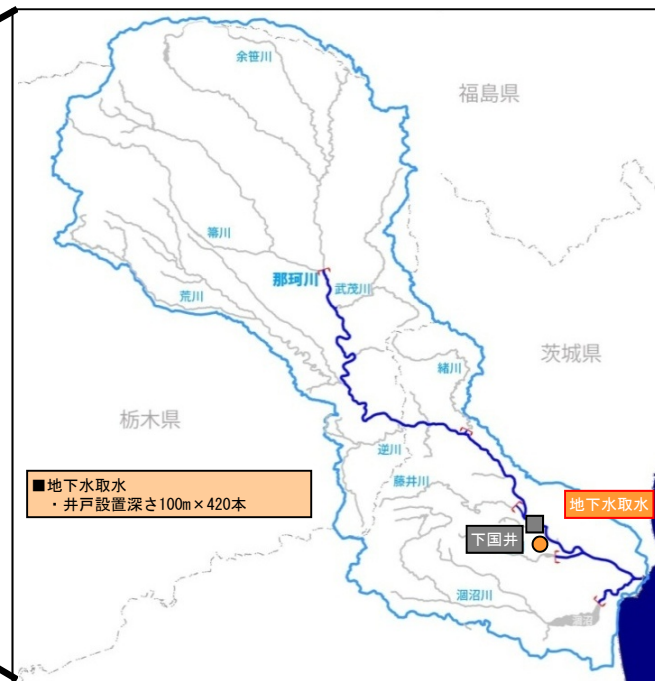 余笹川
福島県
箒川
那珂川
武茂川
荒川
茨城県
緒川
栃木県
逆川
藤井川
■地下水取水
・井戸設置深さ100m×420本
地下水取水
下国井
涸沼川
涸沼